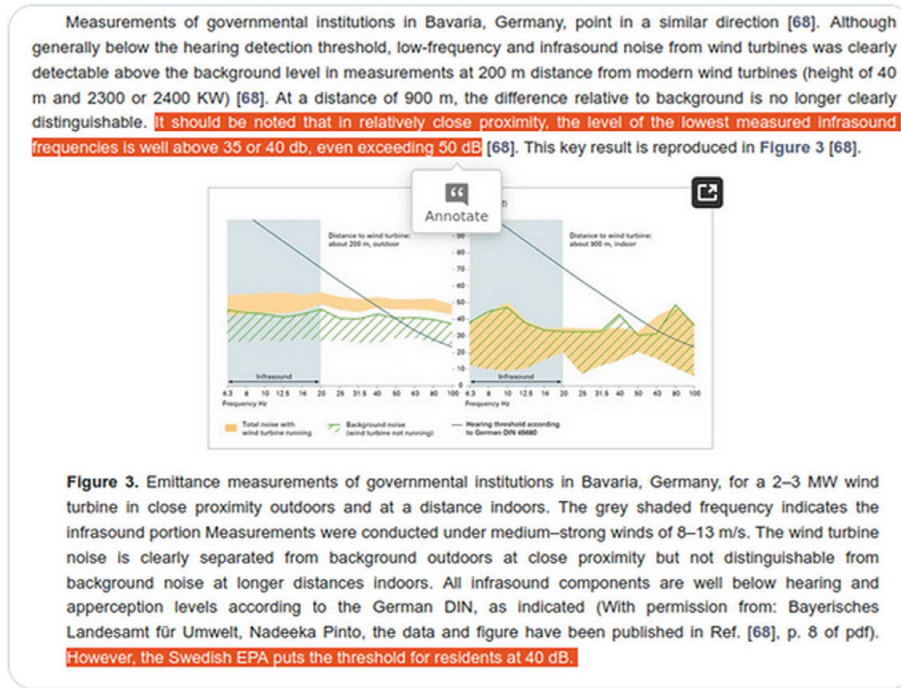 Measurements of governmental institutions in Bavaria, Germany, point in a similar direction [68]. Although
generally below the hearing detection threshold, low-frequency and infrasound noise from wind turbines was clearly
detectable above the background level in measurements at 200 m distance from modern wind turbines (height of 40
m and 2300 or 2400 KW) [68]. At a distance of 900 m, the difference relative to background is no longer clearly
distinguishable. It should be noted that in relatively close proximity, the level of the lowest measured infrasound
frequencies is well above 35 or 40 db, even exceeding 50 dB [68]. This key result is reproduced in Figure 3 [68].
Annotate
Distance to wind turbine:
about 200 m, outdoor
90
80
70
60
50
40
30
20
10
0
Distance to wind turbine:
about 900 m, indoor
Infrasound
Infrasound
6.3 8 10 12.5 16 20 25 31.5 40 50 63 80 100
6.3 8 10 12.5 16 20 25 31.5 40 50 63 80 100
Frequency Hz
Frequency Hz
Total noise with
wind turbine running
Background noise
(wind turbine not running)
Hearing threshold according
to German DIN 45680
Figure 3. Emittance measurements of governmental institutions in Bavaria, Germany, for a 2–3 MW wind
turbine in close proximity outdoors and at a distance indoors. The grey shaded frequency indicates the
infrasound portion Measurements were conducted under medium–strong winds of 8–13 m/s. The wind turbine
noise is clearly separated from background outdoors at close proximity but not distinguishable from
background noise at longer distances indoors. All infrasound components are well below hearing and
apperception levels according to the German DIN, as indicated (With permission from: Bayerisches
Landesamt für Umwelt, Nadeeka Pinto, the data and figure have been published in Ref. [68], p. 8 of pdf).
However, the Swedish EPA puts the threshold for residents at 40 dB.